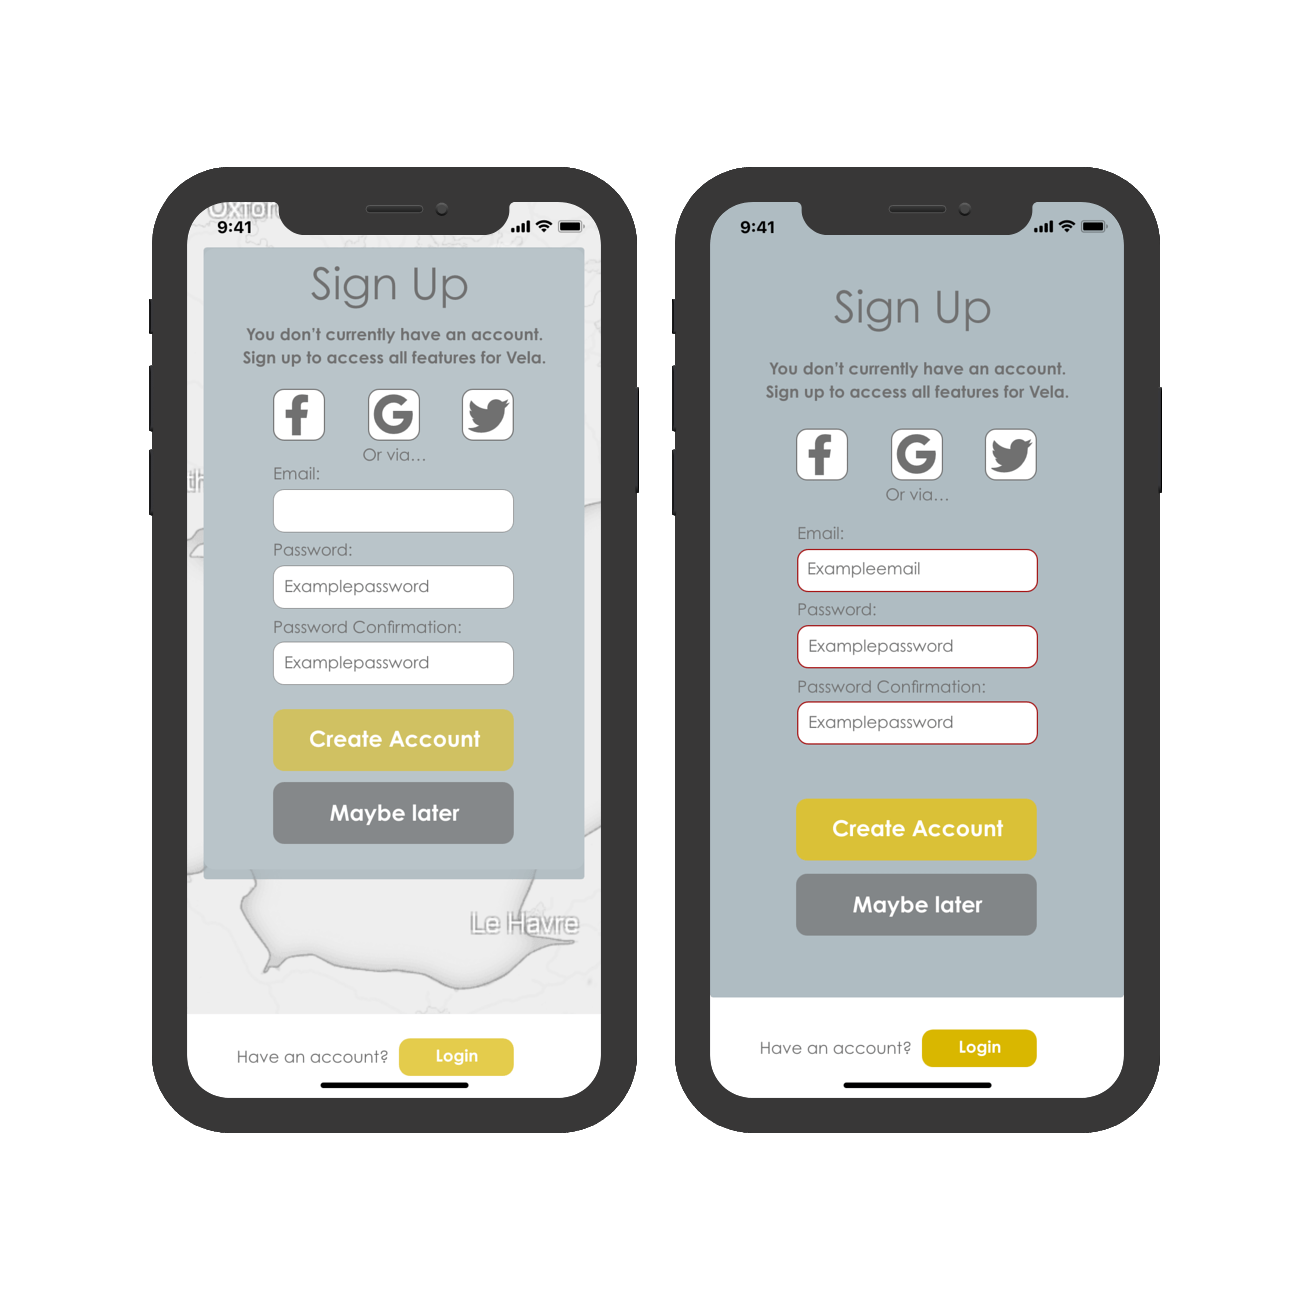 Oxfor
9:41
Sign Up
You don't currently have an account.
Sign up to access all features for Vela.
Or via...
Email:
Password:
Examplepassword
Password Confirmation:
Examplepassword
Create Account
Maybe later
Le Havre
Have an account?
Login
9:41
Sign Up
You don't currently have an account.
Sign up to access all features for Vela.
Or via...
Email:
Exampleemail
Password:
Examplepassword
Password Confirmation:
Examplepassword
Create Account
Maybe later
Have an account?
Login